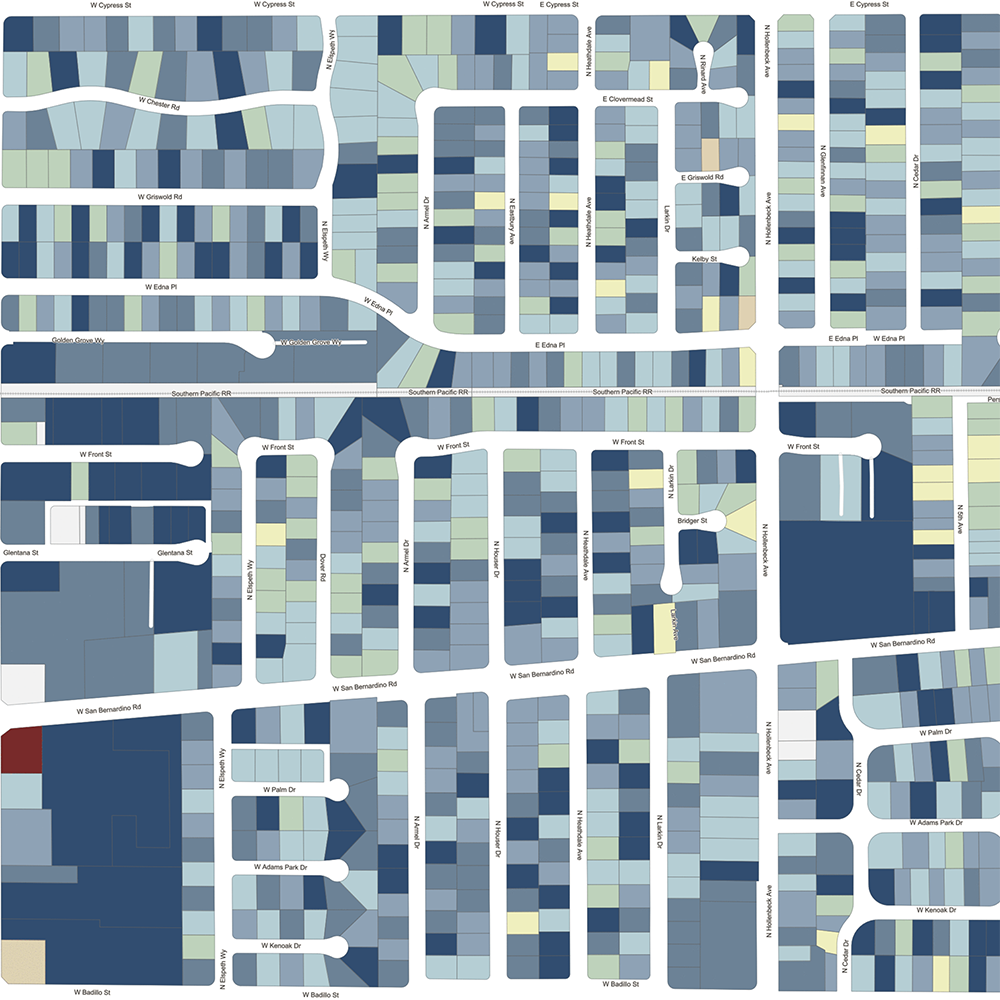 W Cypress St
W Cypress St
W Cypress St
E Cypress St
E Cypress St
N Elspeth Wy
N Heathdale Ave
N Rinard Ave
N Hollenbeck Ave
W Chester Rd
E Clovermead St
N Glenfinnan Ave
N Cedar Dr
E Griswold Rd
W Griswold Rd
N Elspeth Wy
N Armel Dr
N Eastbury Ave
N Heathdale Ave
Larkin Dr
N Hollenbeck Ave
Kelby St
W Edna Pl
W Edna Pl
Golden Grove Wy
W Golden Grove Wy
E Edna Pl
E Edna Pl
W Edna Pl
Southern Pacific RR
Southern Pacific RR
Southern Pacific RR
Southern Pacific RR
Pers
W Front St
W Front St
W Front St
W Front St
W Front St
N Larkin Dr
Bridger St
N 5th Ave
Glentana St
Glentana St
N Elspeth Wy
Dover Rd
N Armel Dr
N Houser Dr
N Heathdale Ave
N Hollenbeck Ave
Larkin Ave
W San Bernardino Rd
W San Bernardino Rd
W San Bernardino Rd
W San Bernardino Rd
W San Bernardino Rd
N Elspeth Wy
W Palm Dr
W Palm Dr
N Hollenbeck Ave
N Cedar Dr
N Armel Dr
N Houser Dr
N Heathdale Ave
N Larkin Dr
W Adams Park Dr
W Adams Park Dr
W Kenoak Dr
W Kenoak Dr
N Elspeth Wy
N Hollenbeck Ave
N Cedar Dr
W Badillo St
W Badillo St
W Badillo St